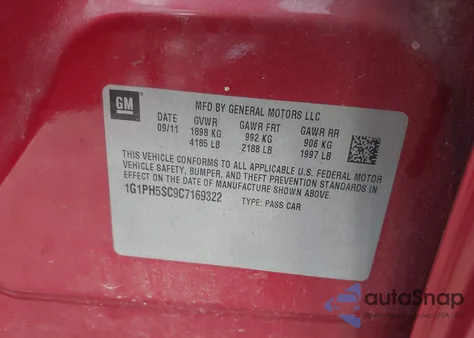 GM
MFD BY GENERAL MOTORS LLC
DATE GVWR GAWR FRT GAWR RR
09/11 1898 KG 992 KG 906 KG
4185 LB 2188 LB 1997 LB
THIS VEHICLE CONFORMS TO ALL APPLICABLE U.S. FEDERAL MOTOR
VEHICLE SAFETY, BUMPER, AND THEFT PREVENTION STANDARDS IN
EFFECT ON THE DATE OF MANUFACTURE SHOWN ABOVE.
1G1PH5SC9C7169322
TYPE: PASS CAR
autoSnap